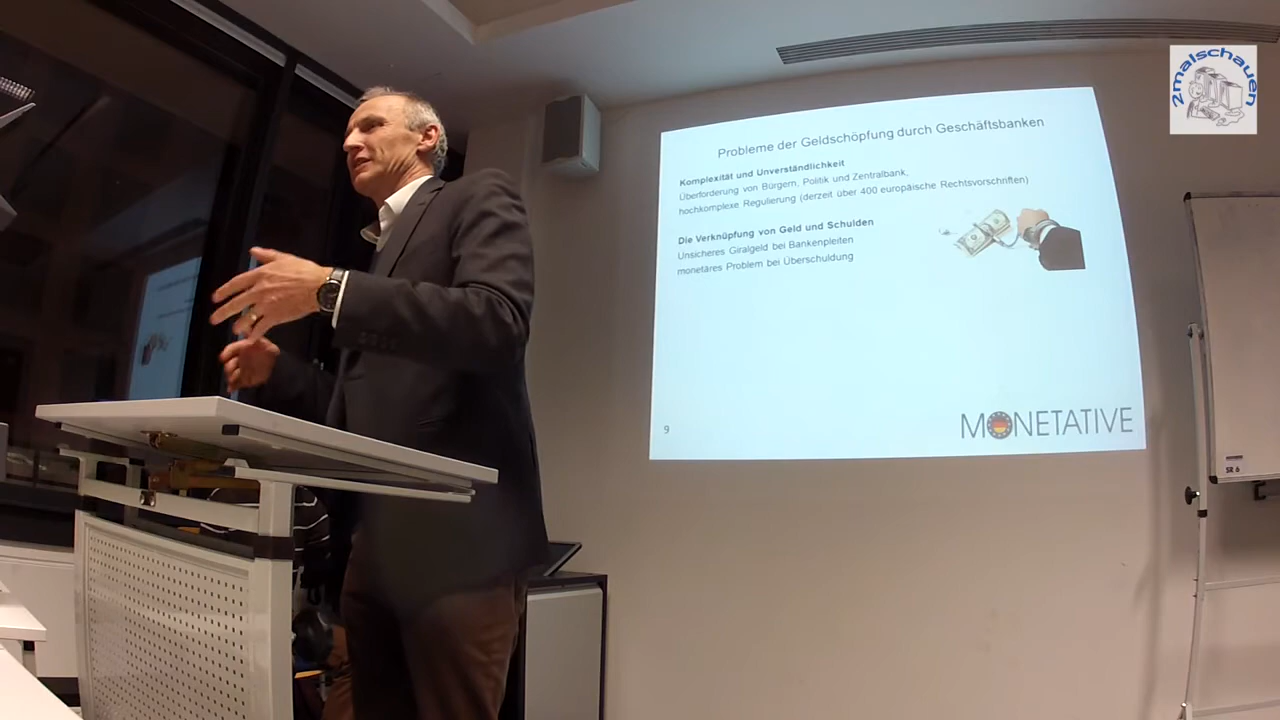 2malschauen
Probleme der Geldschöpfung durch Geschäftsbanken
Komplexität und Unverständlichkeit
Überforderung von Bürgern, Politik und Zentralbank,
hochkomplexe Regulierung (derzeit über 400 europäische Rechtsvorschriften)
Die Verknüpfung von Geld und Schulden
Unsicheres Giralgeld bei Bankenpleiten
monetäres Problem bei Überschuldung
9
MONETATIVE
SR 6